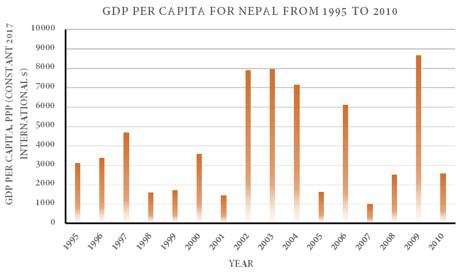 GDP PER CAPITA FOR NEPAL FROM 1995 TO 2010
GDP PER CAPITA, PPP (CONSTANT 2017
INTERNATIONAL $)
10000
9000
8000
7000
6000
5000
4000
3000
2000
1000
0
1995 1996 1997 1998 1999 2000 2001 2002 2003 2004 2005 2006 2007 2008 2009 2010
YEAR